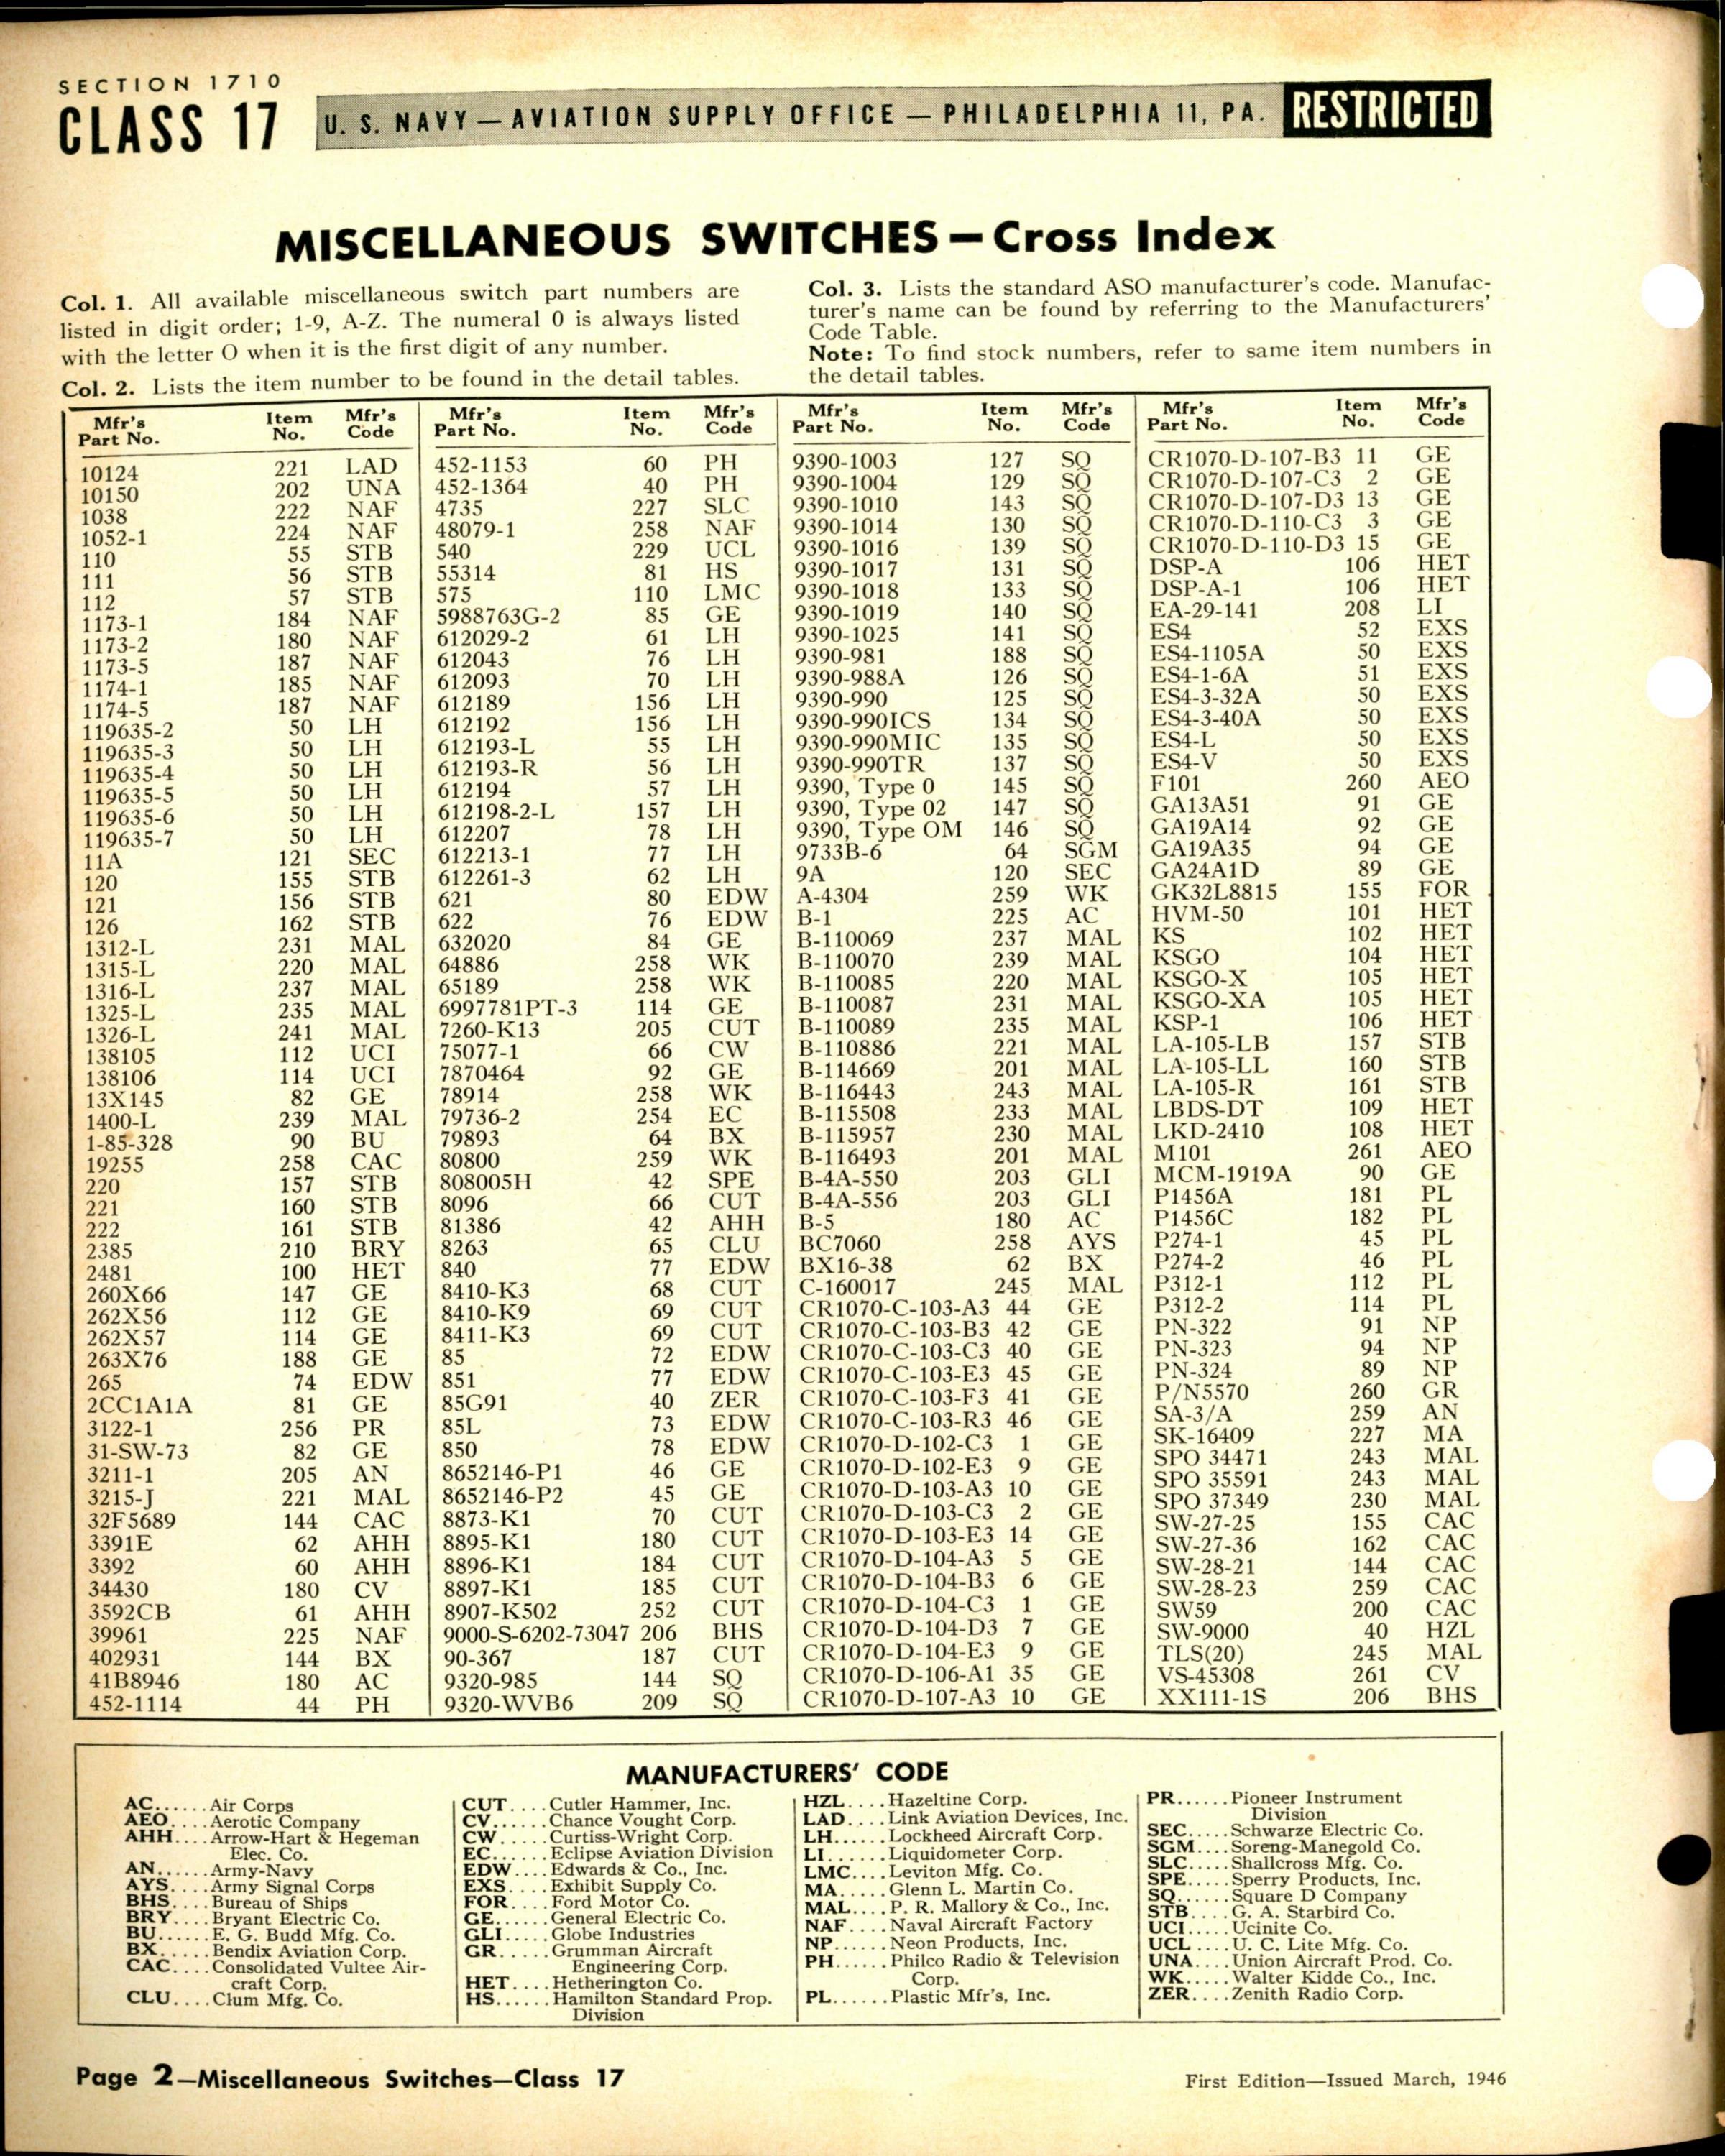 SECTION 1710
CLASS 17
U. S. NAVY — AVIATION SUPPLY OFFICE — PHILADELPHIA 11, PA. RESTRICTED
MISCELLANEOUS SWITCHES — Cross Index
Col. 1. All available miscellaneous switch part numbers are
listed in digit order; 1-9, A-Z. The numeral 0 is always listed
with the letter O when it is the first digit of any number.
Col. 2. Lists the item number to be found in the detail tables.
Col. 3. Lists the standard ASO manufacturer's code. Manufac-
turer's name can be found by referring to the Manufacturers'
Code Table.
Note: To find stock numbers, refer to same item numbers in
the detail tables.
Mfr's Part No. Item No. Mfr's Code
10124 221 LAD
10150 202 UNA
1038 222 NAF
1052-1 224 NAF
110 55 STB
111 56 STB
112 57 STB
1173-1 184 NAF
1173-2 180 NAF
1173-5 187 NAF
1174-1 185 NAF
1174-5 187 NAF
119635-2 50 LH
119635-3 50 LH
119635-4 50 LH
119635-5 50 LH
119635-6 50 LH
119635-7 50 LH
11A 121 SEC
120 155 STB
121 156 STB
126 162 STB
1312-L 231 MAL
1315-L 220 MAL
1316-L 237 MAL
1325-L 235 MAL
1326-L 241 MAL
138105 112 UCI
138106 114 UCI
13X145 82 GE
1400-L 239 MAL
1-85-328 90 BU
19255 258 CAC
220 157 STB
221 160 STB
222 161 STB
2385 210 BRY
2481 100 HET
260X66 147 GE
262X56 112 GE
262X57 114 GE
263X76 188 GE
265 74 EDW
2CC1A1A 81 GE
3122-1 256 PR
31-SW-73 82 GE
3211-1 205 AN
3215-J 221 MAL
32F5689 144 CAC
3391E 62 AHH
3392 60 AHH
34430 180 CV
3592CB 61 AHH
39961 225 NAF
402931 144 BX
41B8946 180 AC
452-1114 44 PH
Mfr's Part No. Item No. Mfr's Code
452-1153 60 PH
452-1364 40 PH
4735 227 SLC
48079-1 258 NAF
540 229 UCL
55314 81 HS
575 110 LMC
5988763G-2 85 GE
612029-2 61 LH
612043 76 LH
612093 70 LH
612189 156 LH
612192 156 LH
612193-L 55 LH
612193-R 56 LH
612194 57 LH
612198-2-L 157 LH
612207 78 LH
612213-1 77 LH
612261-3 62 LH
621 80 EDW
622 76 EDW
632020 84 GE
64886 258 WK
65189 258 WK
6997781PT-3 114 GE
7260-K13 205 CUT
75077-1 66 CW
7870464 92 GE
78914 258 WK
79736-2 254 EC
79893 64 BX
80800 259 WK
808005H 42 SPE
8096 66 CUT
81386 42 AHH
8263 65 CLU
840 77 EDW
8410-K3 68 CUT
8410-K9 69 CUT
8411-K3 69 CUT
85 72 EDW
851 77 EDW
85G91 40 ZER
85L 73 EDW
850 78 EDW
8652146-P1 46 GE
8652146-P2 45 GE
8873-K1 70 CUT
8895-K1 180 CUT
8896-K1 184 CUT
8897-K1 185 CUT
8907-K502 252 CUT
9000-S-6202-73047 206 BHS
90-367 187 CUT
9320-985 144 SQ
9320-WVB6 209 SQ
Mfr's Part No. Item No. Mfr's Code
9390-1003 127 SQ
9390-1004 129 SQ
9390-1010 143 SQ
9390-1014 130 SQ
9390-1016 139 SQ
9390-1017 131 SQ
9390-1018 133 SQ
9390-1019 140 SQ
9390-1025 141 SQ
9390-981 188 SQ
9390-988A 126 SQ
9390-990 125 SQ
9390-990ICS 134 SQ
9390-990MIC 135 SQ
9390-990TR 137 SQ
9390, Type 0 145 SQ
9390, Type 02 147 SQ
9390, Type OM 146 SQ
9733B-6 64 SGM
9A 120 SEC
A-4304 259 WK
B-1 225 AC
B-110069 237 MAL
B-110070 239 MAL
B-110085 220 MAL
B-110087 231 MAL
B-110089 235 MAL
B-110886 221 MAL
B-114669 201 MAL
B-116443 243 MAL
B-115508 233 MAL
B-115957 230 MAL
B-116493 201 MAL
B-4A-550 203 GLI
B-4A-556 203 GLI
B-5 180 AC
BC7060 258 AYS
BX16-38 62 BX
C-160017 245 MAL
CR1070-C-103-A3 44 GE
CR1070-C-103-B3 42 GE
CR1070-C-103-C3 40 GE
CR1070-C-103-E3 45 GE
CR1070-C-103-F3 41 GE
CR1070-C-103-R3 46 GE
CR1070-D-102-C3 1 GE
CR1070-D-102-E3 9 GE
CR1070-D-103-A3 10 GE
CR1070-D-103-C3 2 GE
CR1070-D-103-E3 14 GE
CR1070-D-104-A3 5 GE
CR1070-D-104-B3 6 GE
CR1070-D-104-C3 1 GE
CR1070-D-104-D3 7 GE
CR1070-D-104-E3 9 GE
CR1070-D-106-A1 35 GE
CR1070-D-107-A3 10 GE
Mfr's Part No. Item No. Mfr's Code
CR1070-D-107-B3 11 GE
CR1070-D-107-C3 2 GE
CR1070-D-107-D3 13 GE
CR1070-D-110-C3 3 GE
CR1070-D-110-D3 15 GE
DSP-A 106 HET
DSP-A-1 106 HET
EA-29-141 208 LI
ES4 52 EXS
ES4-1105A 50 EXS
ES4-1-6A 51 EXS
ES4-3-32A 50 EXS
ES4-3-40A 50 EXS
ES4-L 50 EXS
ES4-V 50 EXS
F101 260 AEO
GA13A51 91 GE
GA19A14 92 GE
GA19A35 94 GE
GA24A1D 89 GE
GK32L8815 155 FOR
HVM-50 101 HET
KS 102 HET
KSGO 104 HET
KSGO-X 105 HET
KSGO-XA 105 HET
KSP-1 106 HET
LA-105-LB 157 STB
LA-105-LL 160 STB
LA-105-R 161 STB
LBDS-DT 109 HET
LKD-2410 108 HET
M101 261 AEO
MCM-1919A 90 GE
P1456A 181 PL
P1456C 182 PL
P274-1 45 PL
P274-2 46 PL
P312-1 112 PL
P312-2 114 PL
PN-322 91 NP
PN-323 94 NP
PN-324 89 NP
P/N5570 260 GR
SA-3/A 259 AN
SK-16409 227 MA
SPO 34471 243 MAL
SPO 35591 243 MAL
SPO 37349 230 MAL
SW-27-25 155 CAC
SW-27-36 162 CAC
SW-28-21 144 CAC
SW-28-23 259 CAC
SW59 200 CAC
SW-9000 40 HZL
TLS(20) 245 MAL
VS-45308 261 CV
XX111-1S 206 BHS
MANUFACTURERS' CODE
AC......Air Corps
AEO....Aerotic Company
AHH....Arrow-Hart & Hegeman
Elec. Co.
AN......Army-Navy
AYS....Army Signal Corps
BHS....Bureau of Ships
BRY....Bryant Electric Co.
BU......E. G. Budd Mfg. Co.
BX.....Bendix Aviation Corp.
CAC....Consolidated Vultee Air-
craft Corp.
CLU....Clum Mfg. Co.
CUT....Cutler Hammer, Inc.
CV......Chance Vought Corp.
CW.....Curtiss-Wright Corp.
EC......Eclipse Aviation Division
EDW....Edwards & Co., Inc.
EXS....Exhibit Supply Co.
FOR....Ford Motor Co.
GE......General Electric Co.
GLI.....Globe Industries
GR.....Grumman Aircraft
Engineering Corp.
HET....Hetherington Co.
HS......Hamilton Standard Prop.
Division
HZL....Hazeltine Corp.
LAD....Link Aviation Devices, Inc.
LH......Lockheed Aircraft Corp.
LI.......Liquidometer Corp.
LMC....Leviton Mfg. Co.
MA.....Glenn L. Martin Co.
MAL....P. R. Mallory & Co., Inc.
NAF....Naval Aircraft Factory
NP......Neon Products, Inc.
PH......Philco Radio & Television
Corp.
PL......Plastic Mfr's, Inc.
PR......Pioneer Instrument
Division
SEC.....Schwarze Electric Co.
SGM....Soreng-Manegold Co.
SLC.....Shallcross Mfg. Co.
SPE.....Sperry Products, Inc.
SQ......Square D Company
STB.....G. A. Starbird Co.
UCI.....Ucinite Co.
UCL....U. C. Lite Mfg. Co.
UNA....Union Aircraft Prod. Co.
WK.....Walter Kidde Co., Inc.
ZER....Zenith Radio Corp.
Page 2—Miscellaneous Switches—Class 17
First Edition—Issued March, 1946